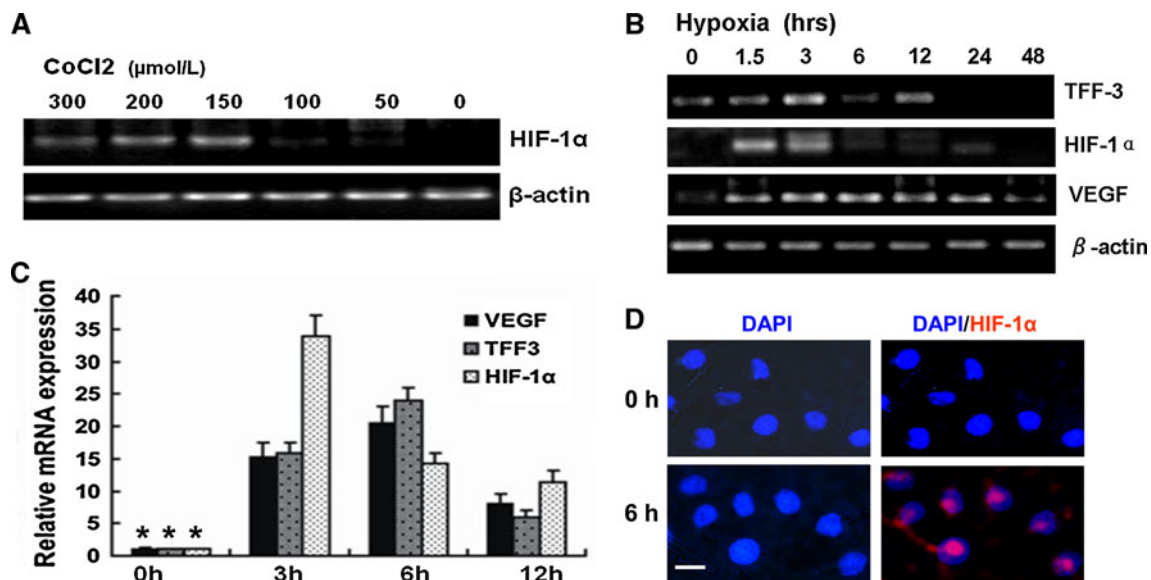 A
CoCl2 (μmol/L)
300 200 150 100 50 0
HIF-1α
β-actin
B
Hypoxia (hrs)
0 1.5 3 6 12 24 48
TFF-3
HIF-1 α
VEGF
β-actin
C
Relative mRNA expression
40
35
30
25
20
15
10
5
0
VEGF
TFF3
HIF-1α
* * *
0h 3h 6h 12h
D
DAPI DAPI/HIF-1α
0 h
6 h